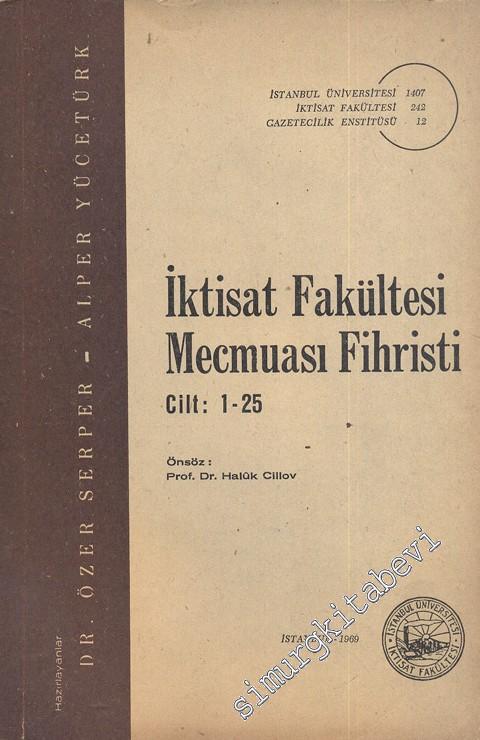 İSTANBUL ÜNİVERSİTESİ 1407
İKTİSAT FAKÜLTESİ 242
GAZETECİLİK ENSTİTÜSÜ 12
İktisat Fakültesi
Mecmuası Fihristi
Cilt: 1-25
Önsöz :
Prof. Dr. Halûk Cillov
Hazırlayanlar
DR. ÖZER SERPER - ALPER YÜCETÜRK
1969
İSTANBUL ÜNİVERSİTESİ
İKTİSAT FAKÜLTESİ
simurgkitabevi